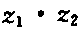 z₁ · z₂